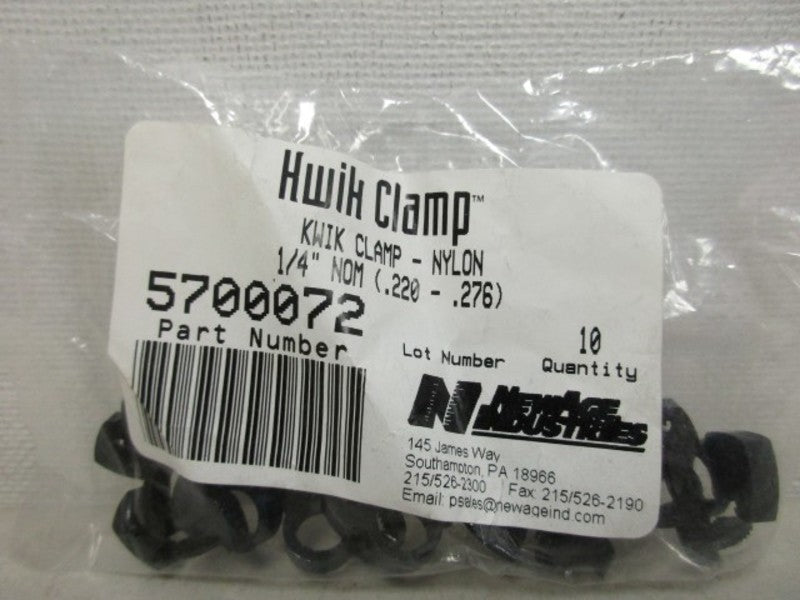 Kwik Clamp™
KWIK CLAMP - NYLON
1/4" NOM (.220 - .276)
5700072
Part Number
Lot Number
10
Quantity
N NEWAGE
INDUSTRIES
145 James Way
Southampton, PA 18966
215/526-2300 Fax: 215/526-2190
Email: psales@newageind.com